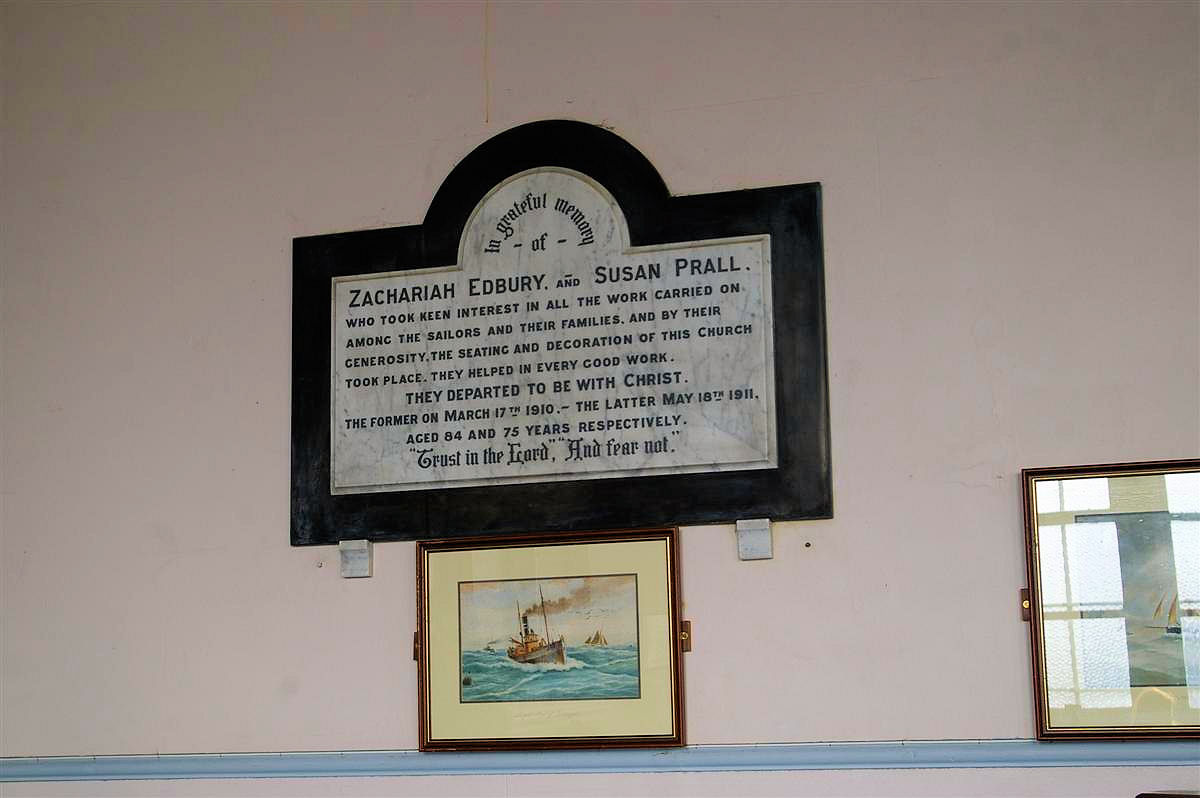 In grateful memory
- of -
ZACHARIAH EDBURY, AND SUSAN PRALL.
WHO TOOK KEEN INTEREST IN ALL THE WORK CARRIED ON
AMONG THE SAILORS AND THEIR FAMILIES, AND BY THEIR
GENEROSITY, THE SEATING AND DECORATION OF THIS CHURCH
TOOK PLACE. THEY HELPED IN EVERY GOOD WORK.
THEY DEPARTED TO BE WITH CHRIST.
THE FORMER ON MARCH 17TH 1910.- THE LATTER MAY 18TH 1911,
AGED 84 AND 75 YEARS RESPECTIVELY.
"Trust in the Lord", "And fear not."